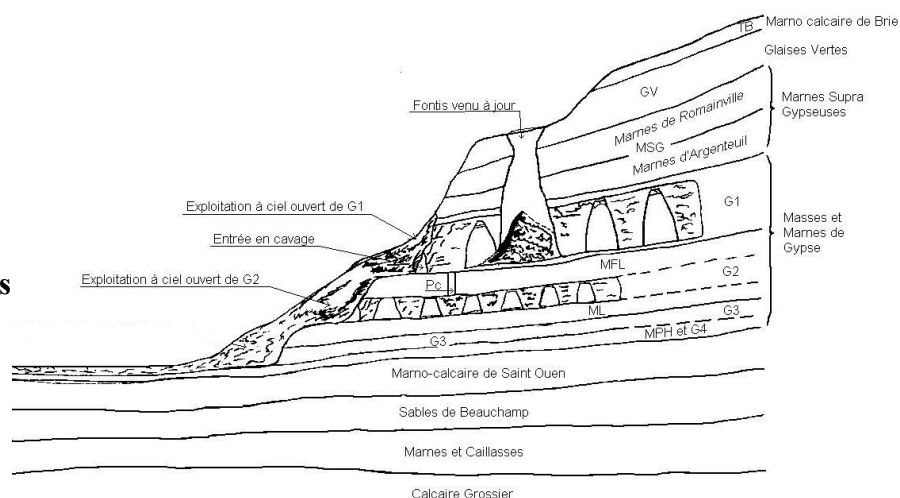 TB
Marno calcaire de Brie
Glaises Vertes
GV
Fontis venu à jour
Marnes Supra
Gypseuses
Marnes de Romainville
MSG
Marnes d'Argenteuil
Exploitation à ciel ouvert de G1
G1
Entrée en cavage
Masses et
Marnes de
Gypse
MFL
Exploitation à ciel ouvert de G2
G2
s
Pc
ML
G3
MPH et G4
G3
Marno-calcaire de Saint Ouen
Sables de Beauchamp
Marnes et Caillasses
Calcaire Grossier